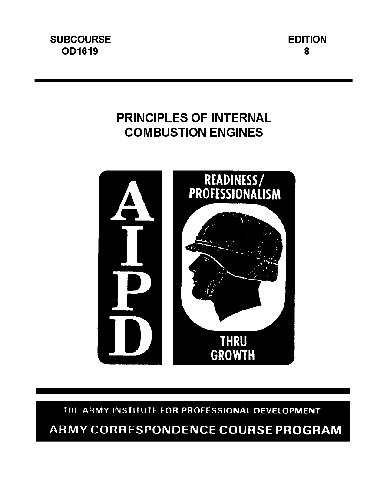 SUBCOURSE EDITION
OD1619 8
PRINCIPLES OF INTERNAL
COMBUSTION ENGINES
AIPD
READINESS/
PROFESSIONALISM
THRU
GROWTH
THE ARMY INSTITUTE FOR PROFESSIONAL DEVELOPMENT
ARMY CORRESPONDENCE COURSE PROGRAM